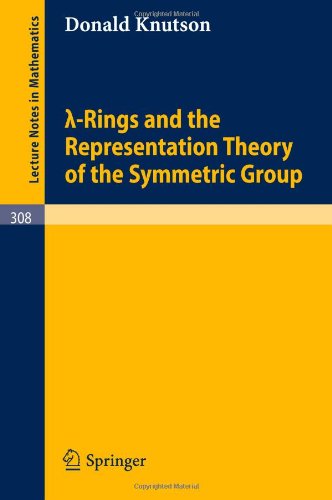 Donald Knutson
Lecture Notes in Mathematics
λ-Rings and the
Representation Theory
of the Symmetric Group
308
Springer